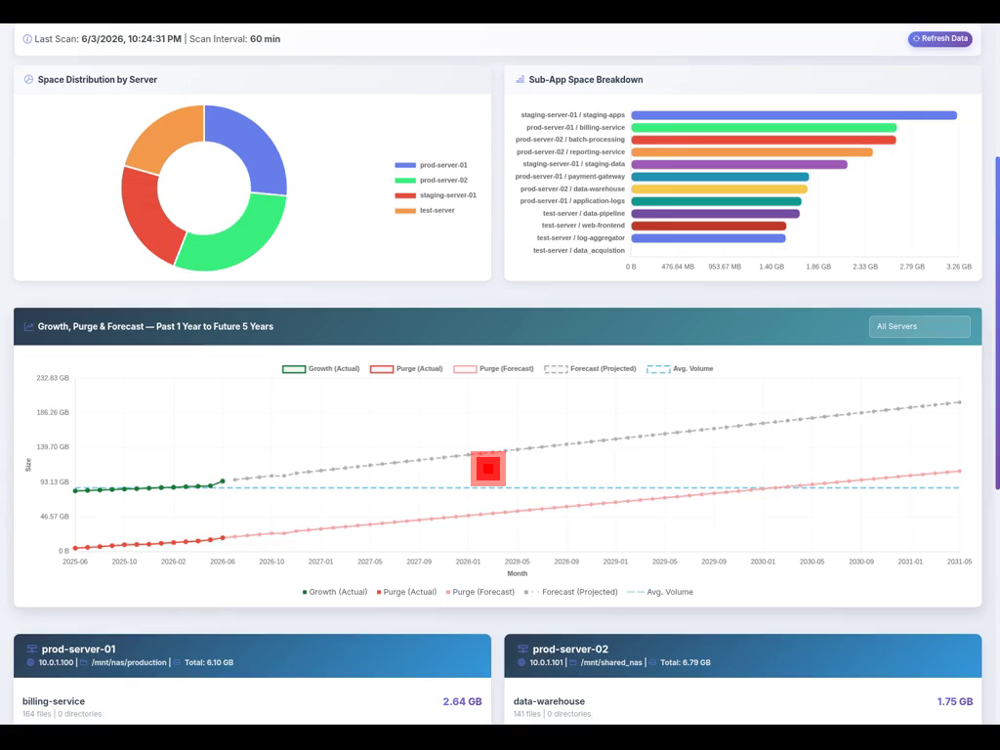 Last Scan: 6/3/2026, 10:24:31 PM | Scan Interval: 60 min
Refresh Data
Space Distribution by Server
prod-server-01
prod-server-02
staging-server-01
test-server
Sub-App Space Breakdown
staging-server-01 / staging-apps
prod-server-01 / billing-service
prod-server-02 / batch-processing
prod-server-02 / reporting-service
staging-server-01 / staging-data
prod-server-01 / payment-gateway
prod-server-02 / data-warehouse
prod-server-01 / application-logs
test-server / data-pipeline
test-server / web-frontend
test-server / log-aggregator
test-server / data_acquistion
0 B 476.84 MB 953.67 MB 1.40 GB 1.86 GB 2.33 GB 2.79 GB 3.26 GB
Growth, Purge & Forecast — Past 1 Year to Future 5 Years
All Servers
Growth (Actual) Purge (Actual) Purge (Forecast) Forecast (Projected) Avg. Volume
232.83 GB
186.26 GB
139.70 GB
93.13 GB
46.57 GB
0 B
Size
2025-06 2025-10 2026-02 2026-06 2026-10 2027-01 2027-05 2027-09 2028-01 2028-05 2028-09 2029-01 2029-05 2029-09 2030-01 2030-05 2030-09 2031-01 2031-05
Month
Growth (Actual) Purge (Actual) Purge (Forecast) Forecast (Projected) Avg. Volume
prod-server-01
10.0.1.100 | /mnt/nas/production | Total: 6.10 GB
billing-service
2.64 GB
164 files | 0 directories
prod-server-02
10.0.1.101 | /mnt/shared_nas | Total: 6.79 GB
data-warehouse
1.75 GB
141 files | 0 directories